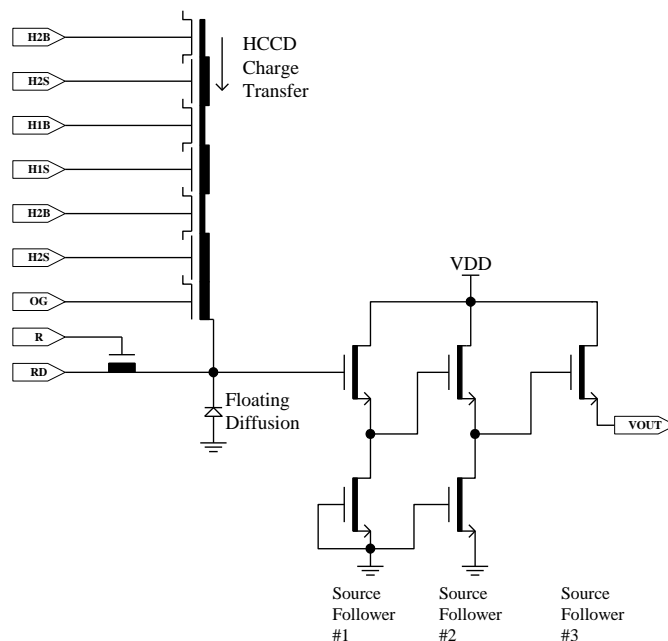 H2B
HCCD
Charge
Transfer
H2S
H1B
H1S
H2B
H2S
VDD
OG
R
RD
Floating
Diffusion
VOUT
Source
Follower
#1
Source
Follower
#2
Source
Follower
#3